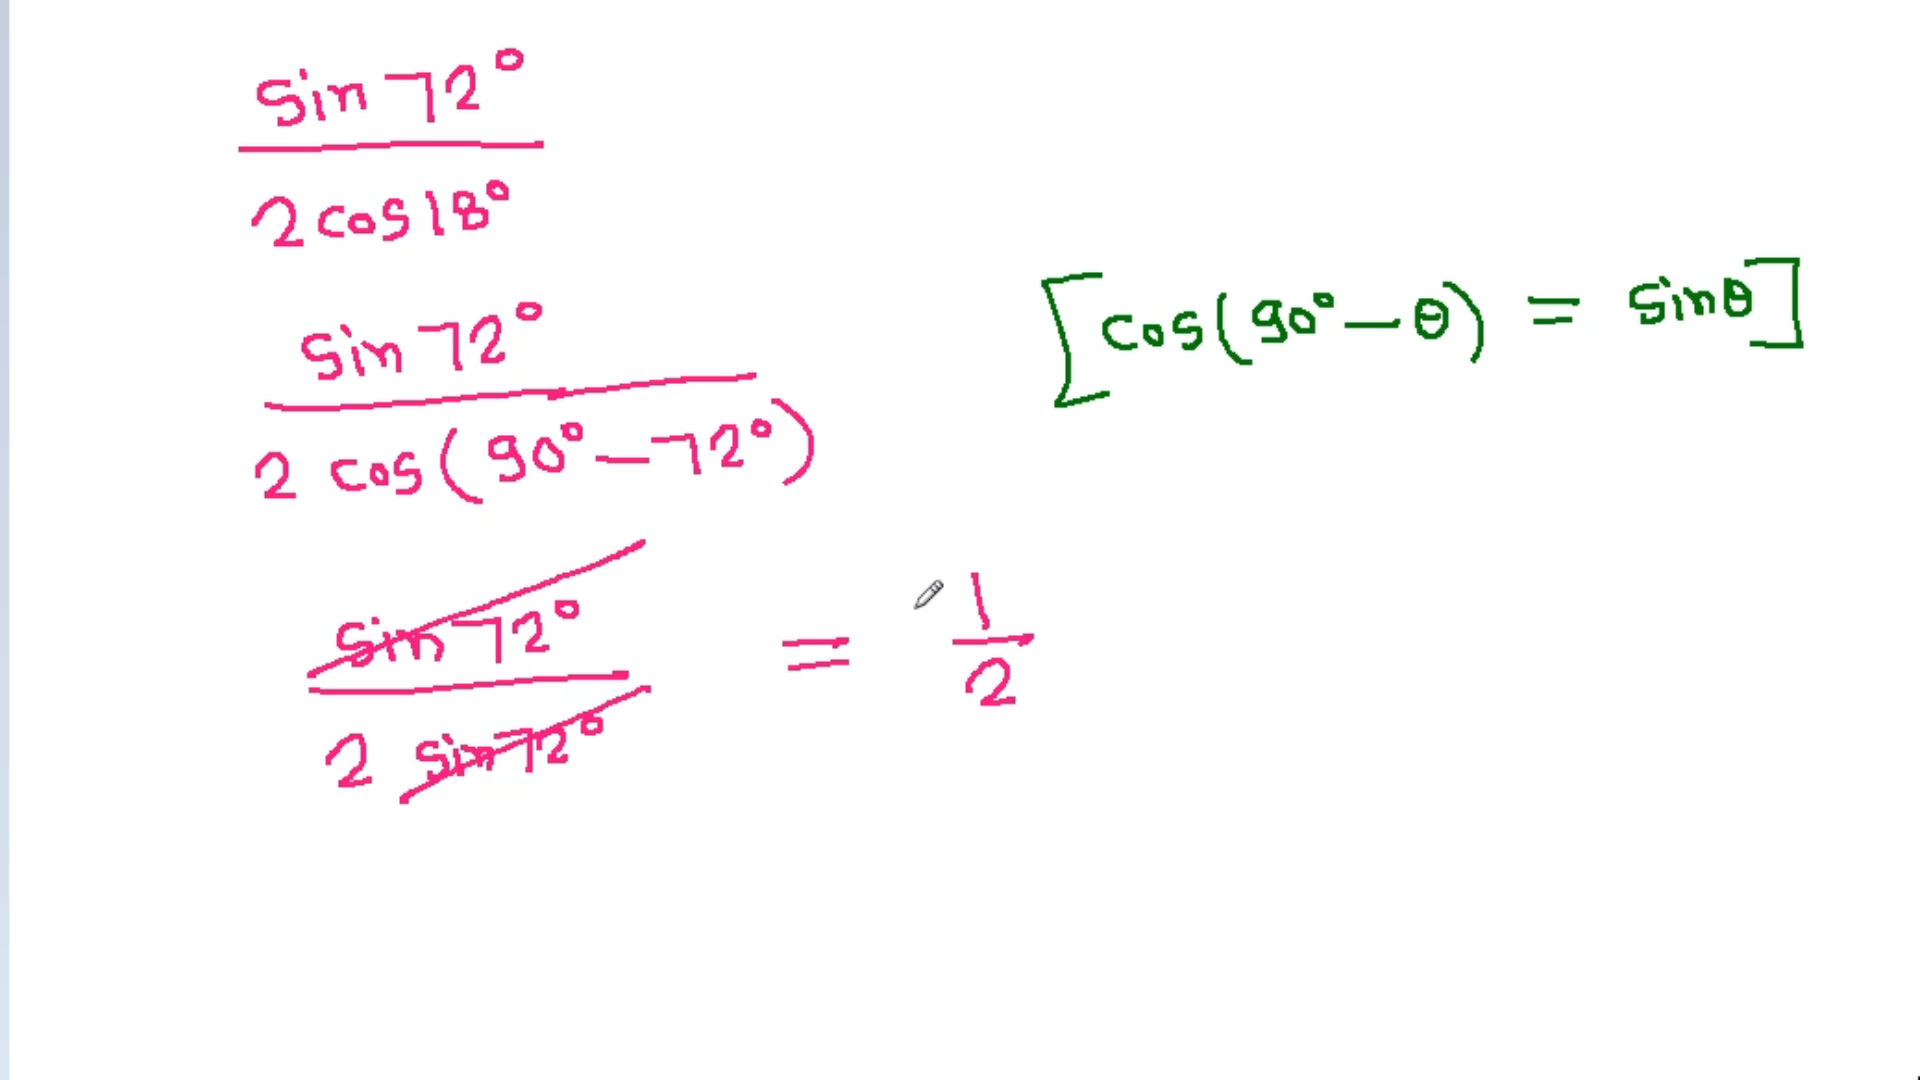 Sin 72°
2 cos 18°
Sin 72°
2 cos (90° — 72°)
[cos (90° — θ) = sinθ]
Sin 72°
2 Sin 72°
= 1/2